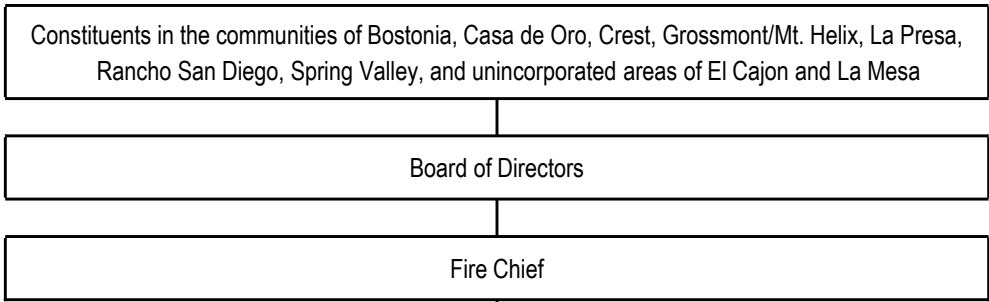 Constituents in the communities of Bostonia, Casa de Oro, Crest, Grossmont/Mt. Helix, La Presa,
Rancho San Diego, Spring Valley, and unincorporated areas of El Cajon and La Mesa
Board of Directors
Fire Chief